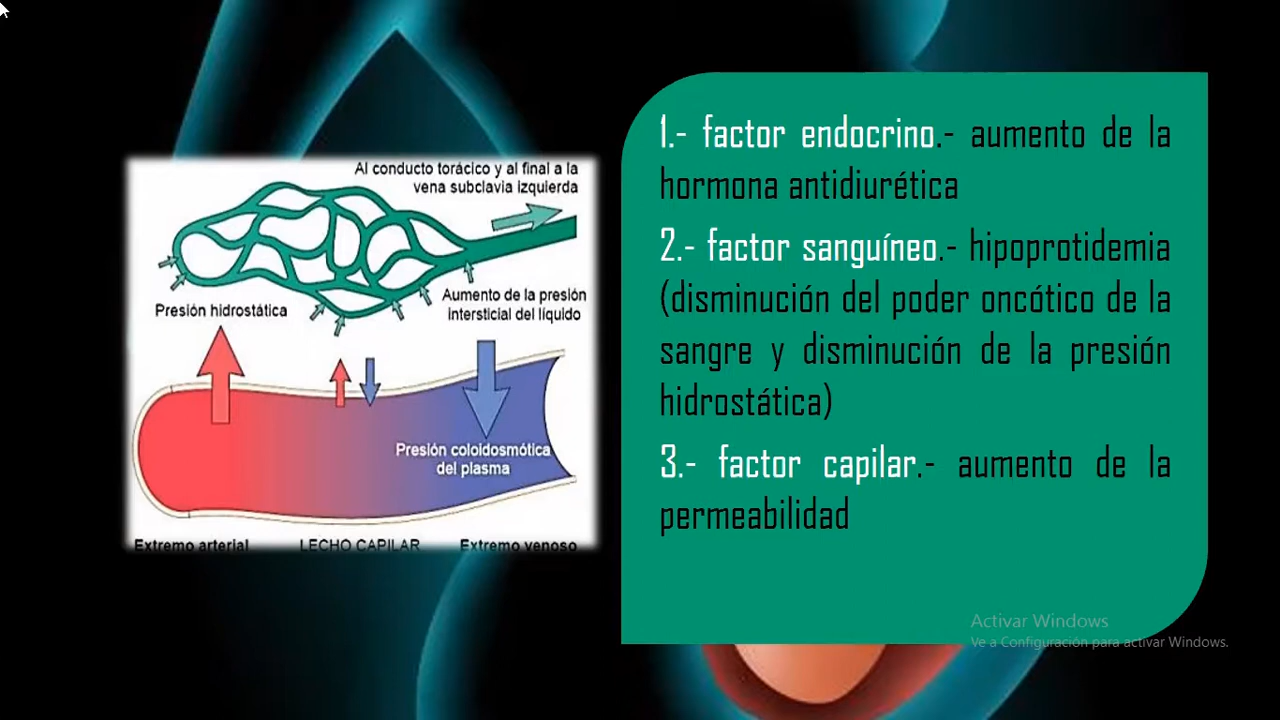 Al conducto torácico y al final a la
vena subclavia izquierda
Presión hidrostática
Aumento de la presión
intersticial del líquido
Presión coloidosmótica
del plasma
Extremo arterial
LECHO CAPILAR
Extremo venoso
1.- factor endocrino.- aumento de la
hormona antidiurética
2.- factor sanguíneo.- hipoprotidemia
(disminución del poder oncótico de la
sangre y disminución de la presión
hidrostática)
3.- factor capilar.- aumento de la
permeabilidad
Activar Windows
Ve a Configuración para activar Windows.